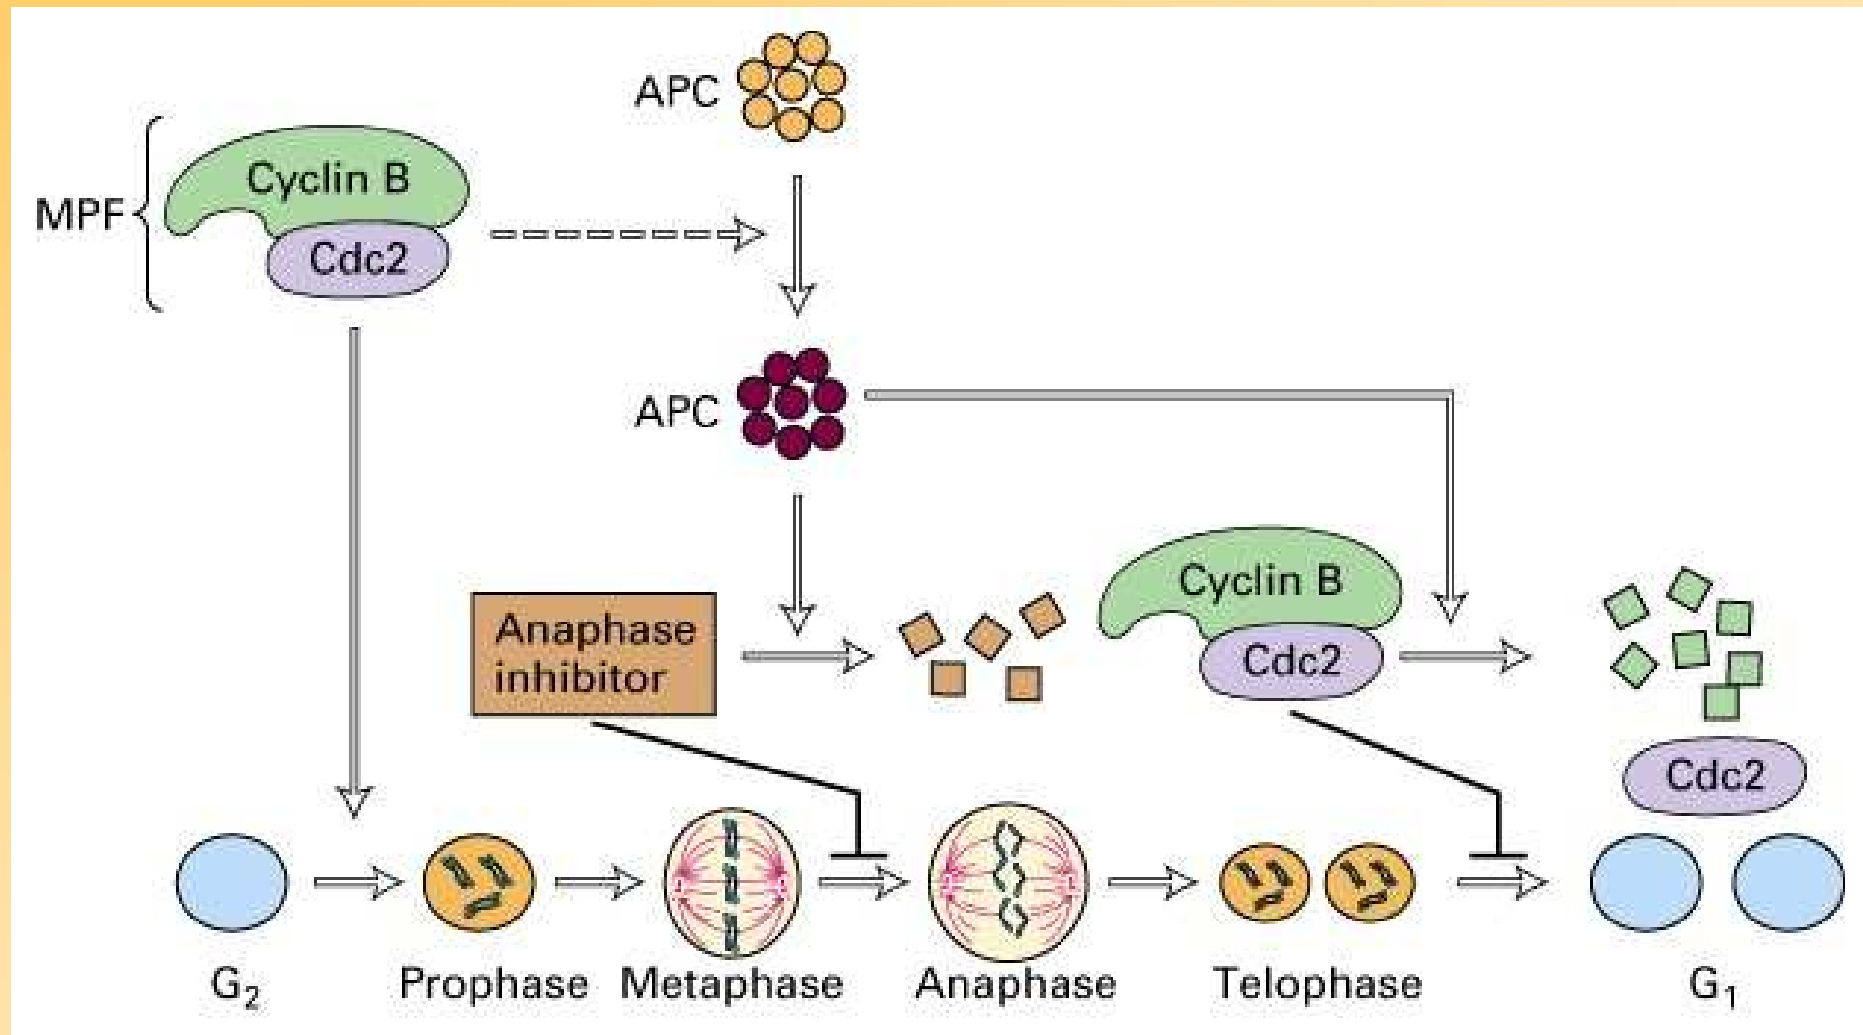 APC
Cyclin B
MPF
Cdc2
APC
Cyclin B
Anaphase
inhibitor
Cdc2
Cdc2
G₂
Prophase
Metaphase
Anaphase
Telophase
G₁